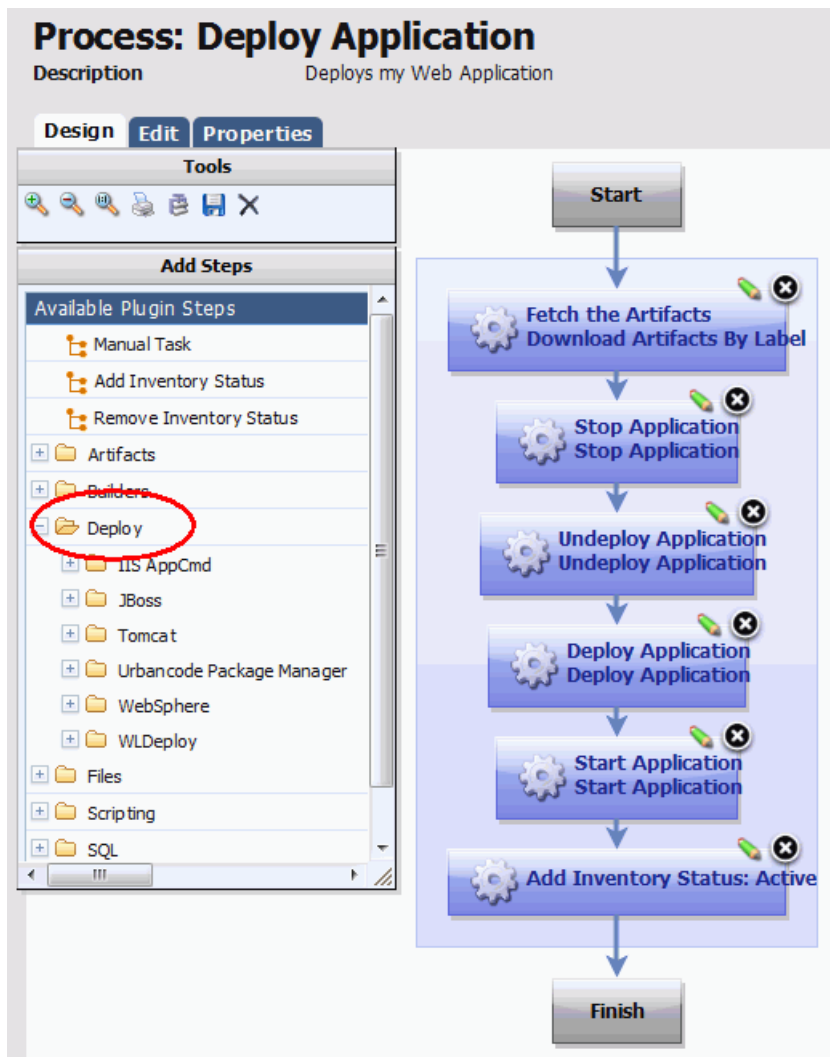 Process: Deploy Application
Description Deploys my Web Application
Design Edit Properties
Tools
Add Steps
Available Plugin Steps
Manual Task
Add Inventory Status
Remove Inventory Status
Artifacts
Builders
Deploy
IIS AppCmd
JBoss
Tomcat
Urbancode Package Manager
WebSphere
WLDeploy
Files
Scripting
SQL
Start
Fetch the Artifacts
Download Artifacts By Label
Stop Application
Stop Application
Undeploy Application
Undeploy Application
Deploy Application
Deploy Application
Start Application
Start Application
Add Inventory Status: Active
Finish